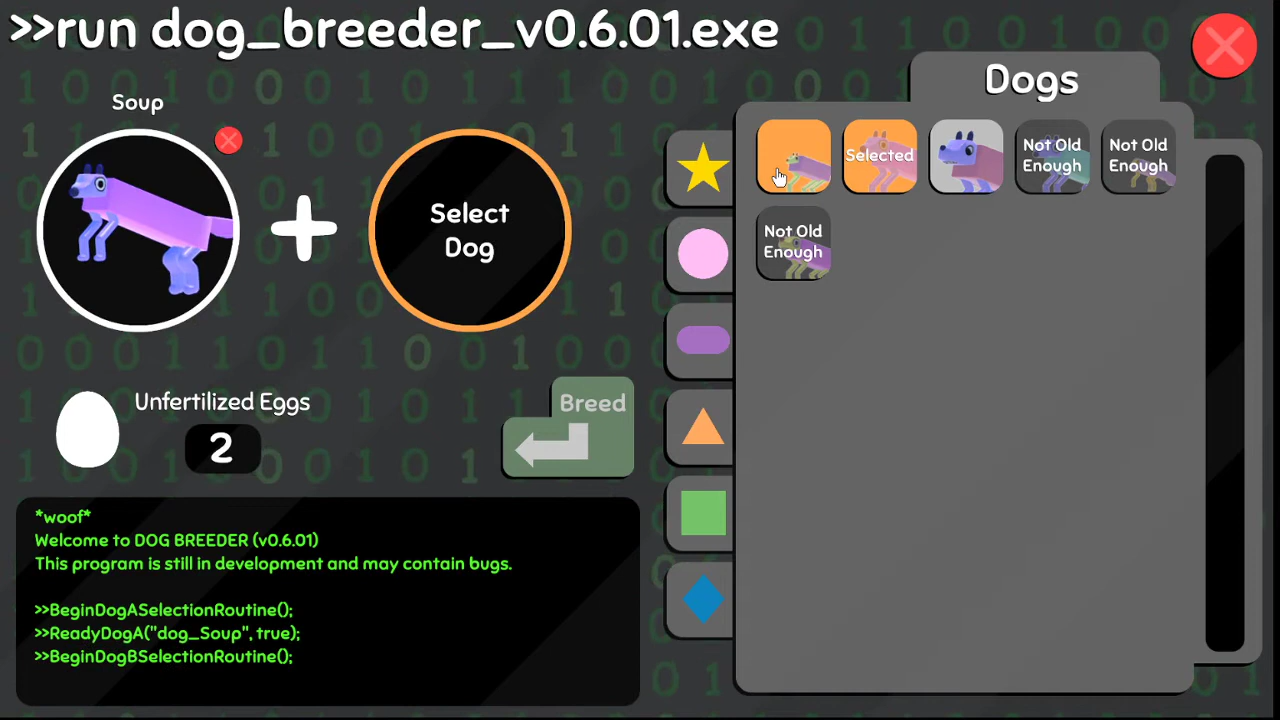 >>run dog_breeder_v0.6.01.exe
Soup
Select
Dog
Unfertilized Eggs
2
Breed
*woof*
Welcome to DOG BREEDER (v0.6.01)
This program is still in development and may contain bugs.
>>BeginDogASelectionRoutine();
>>ReadyDogA("dog_Soup", true);
>>BeginDogBSelectionRoutine();
Dogs
Selected
Not Old
Enough
Not Old
Enough
Not Old
Enough